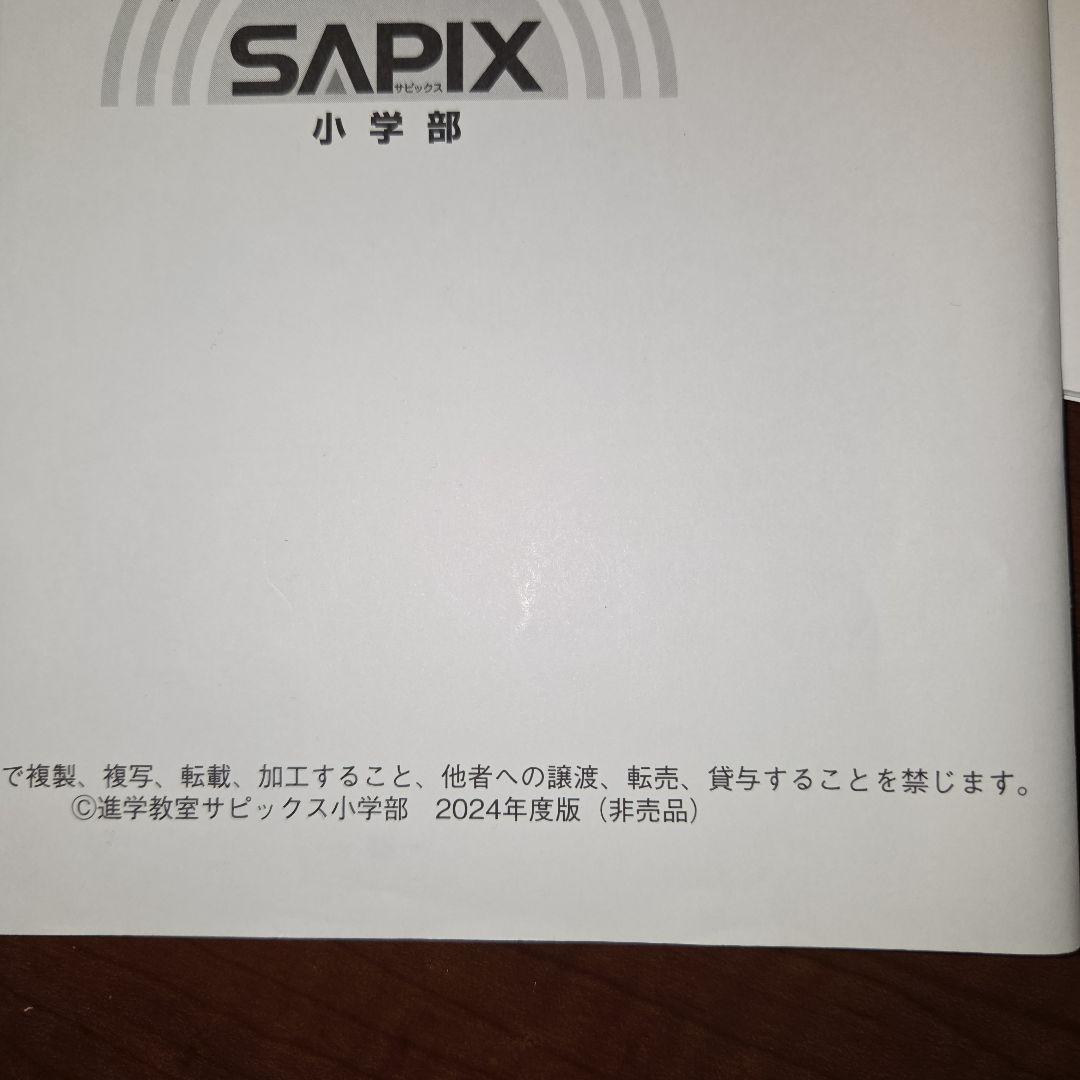 SAPIX
サピックス
小学部
で複製、複写、転載、加工すること、他者への譲渡、転売、貸与することを禁じます。
Ⓒ進学教室サピックス小学部　2024年度版（非売品）